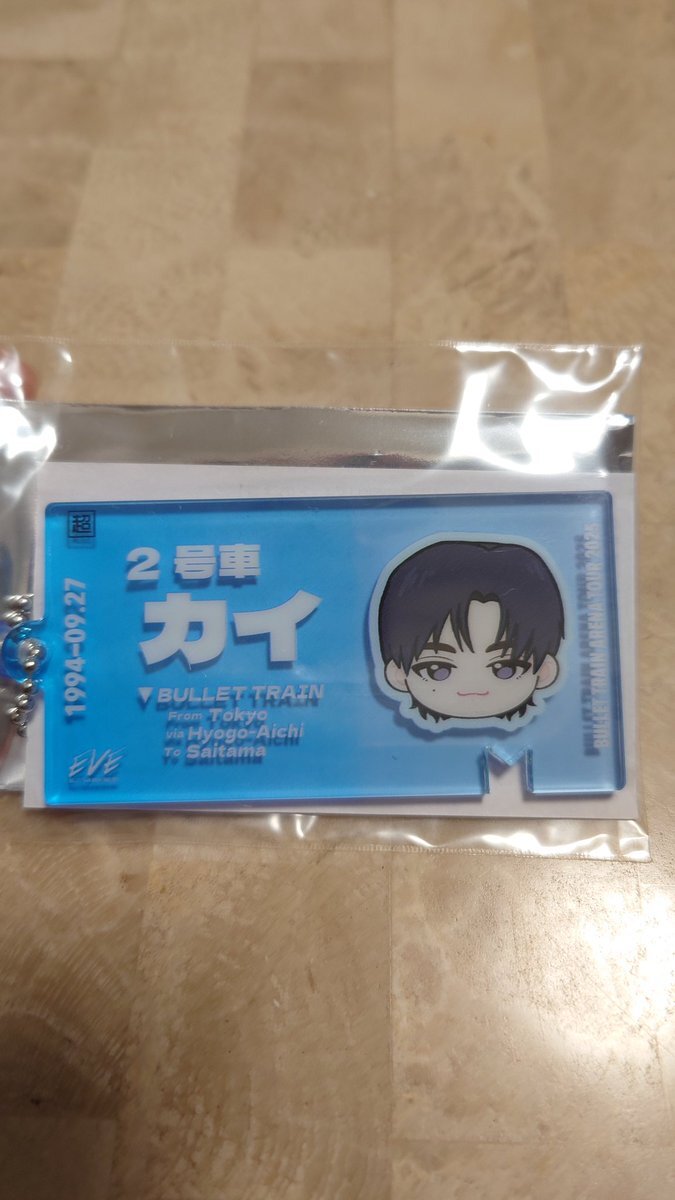 超
1994-09.27
2 号車
カイ
▼BULLET TRAIN
From Tokyo
via Hyogo-Aichi
To Saitama
EVE
BULLET TRAIN ARENA TOUR 2025